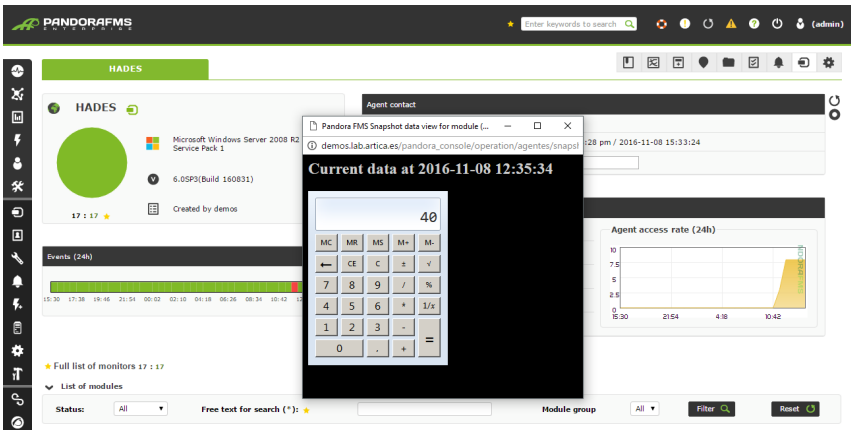 PANDORAFMS
ENTERPRISE
Enter keywords to search
(admin)
HADES
HADES
Microsoft Windows Server 2008 R2
Service Pack 1
6.0SP3(Build 160831)
Created by demos
17 : 17
Agent contact
:28 pm / 2016-11-08 15:33:24
Pandora FMS Snapshot data view for module (...
demos.lab.artica.es/pandora_console/operation/agentes/snaps
Current data at 2016-11-08 12:35:34
40
MC MR MS M+ M-
← CE C ± √
7 8 9 / %
4 5 6 * 1/x
1 2 3 - =
0 . +
Events (24h)
15:30 17:38 19:46 21:54 00:02 02:10 04:18 06:26 08:34 10:42 12
Agent access rate (24h)
10
7.5
5
2.5
0
15:30 21:54 4:18 10:42
Full list of monitors 17 : 17
List of modules
Status: All Free text for search (*): Module group All Filter Reset